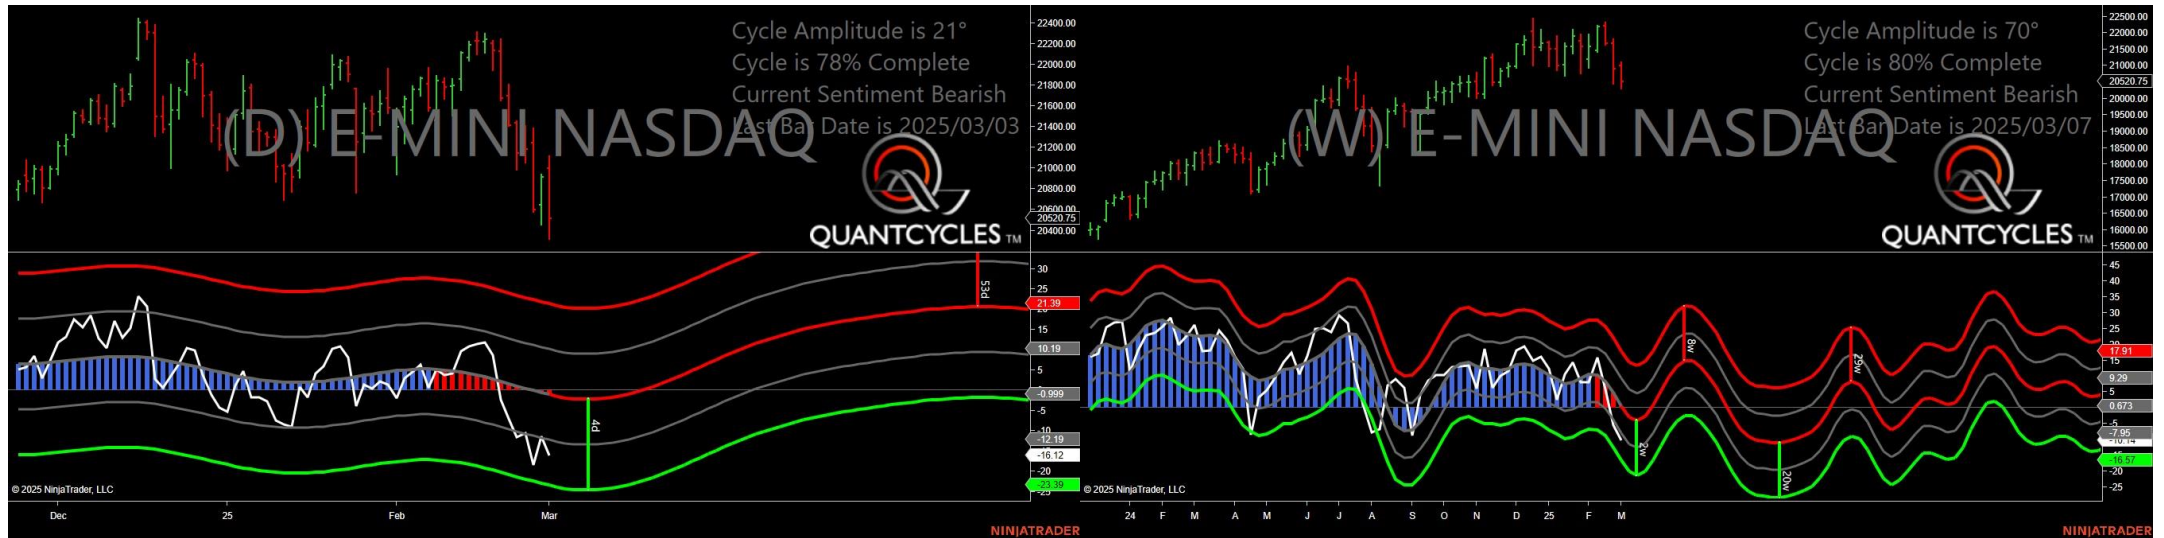 Cycle Amplitude is 21°
Cycle is 78% Complete
Current Sentiment Bearish
Last Bar Date is 2025/03/03
(D) E-MINI NASDAQ
QUANTCYCLES TM
22400.00
22200.00
22000.00
21800.00
21600.00
21400.00
21200.00
21000.00
20800.00
20600.00
20520.75
20400.00
30
25
21.39
15
10.19
5
-0.999
-5
-10
-12.19
-16.12
-20
-23.39
53d
4d
© 2025 NinjaTrader, LLC
Dec
25
Feb
Mar
NINJATRADER
Cycle Amplitude is 70°
Cycle is 80% Complete
Current Sentiment Bearish
Last Bar Date is 2025/03/07
(W) E-MINI NASDAQ
QUANTCYCLES TM
22500.00
22000.00
21500.00
21000.00
20520.75
20000.00
19500.00
19000.00
18500.00
18000.00
17500.00
17000.00
16500.00
16000.00
15500.00
45
40
35
30
25
17.91
15
9.29
5
0.673
-5
-7.95
-16.57
-20
-25
8w
29w
2w
20w
© 2025 NinjaTrader, LLC
24
F
M
A
M
J
J
A
S
O
N
D
25
F
M
NINJATRADER